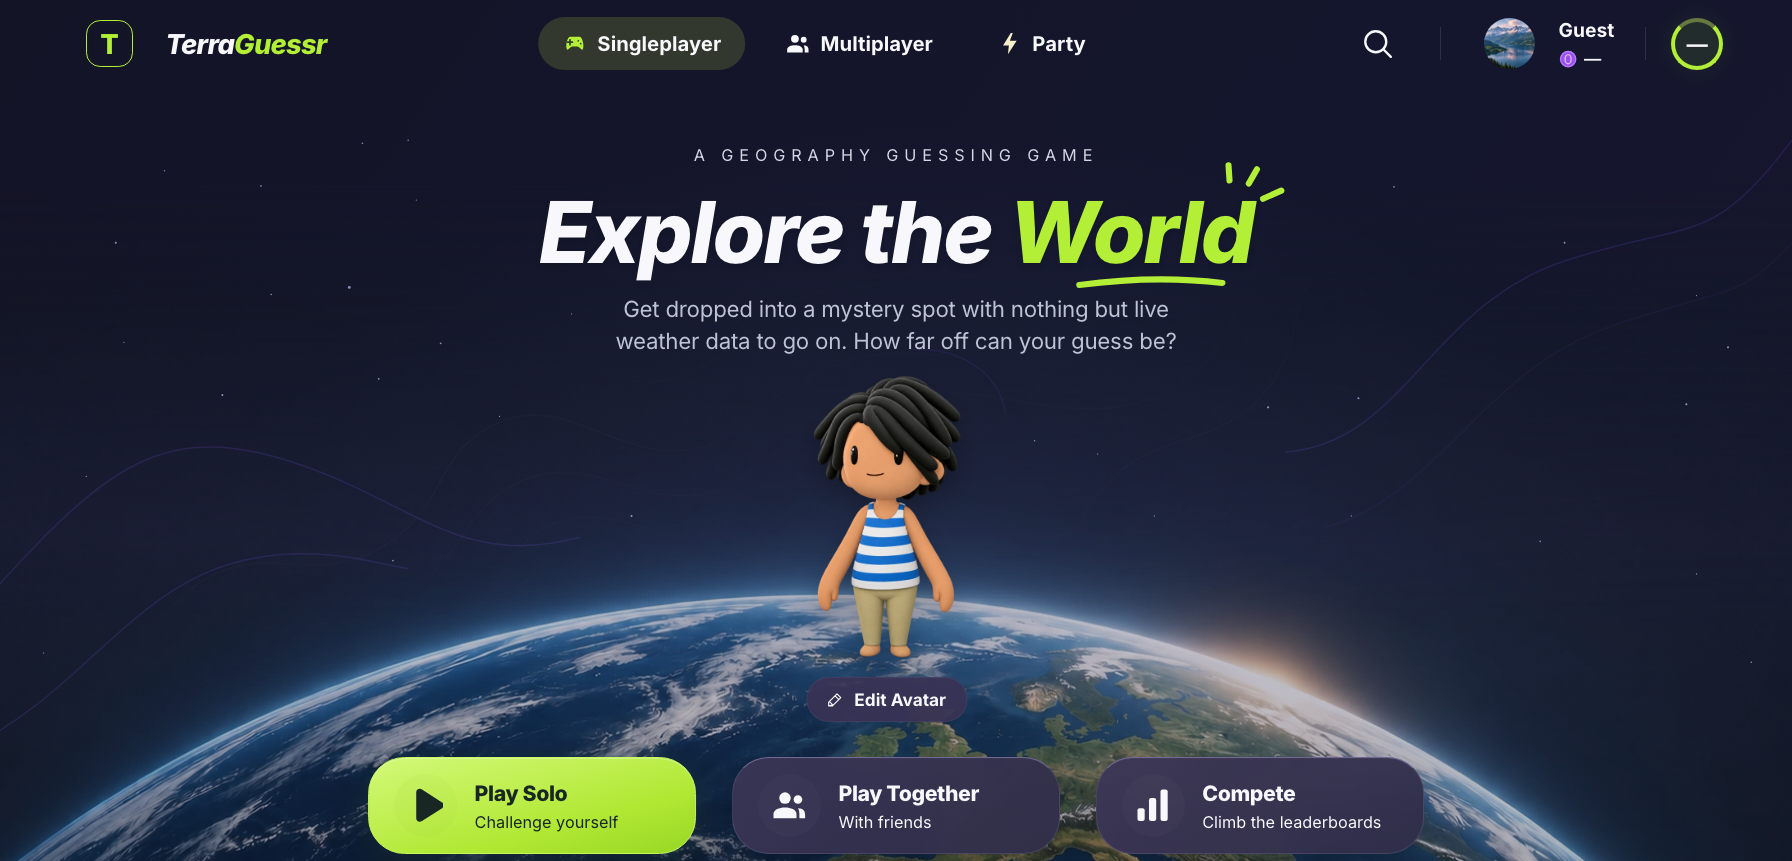 T
TerraGuessr
Singleplayer
Multiplayer
Party
Guest
0 —
—
A GEOGRAPHY GUESSING GAME
Explore the World
Get dropped into a mystery spot with nothing but live
weather data to go on. How far off can your guess be?
Edit Avatar
Play Solo
Challenge yourself
Play Together
With friends
Compete
Climb the leaderboards